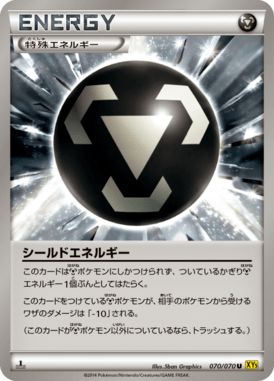 ENERGY
とくしゅ
特殊エネルギー
シールドエネルギー
このカードはポケモンにしかつけられず、ついているかぎり
エネルギー1個ぶんとしてはたらく。
このカードをつけているポケモンが、相手のポケモンから受ける
ワザのダメージは「-10」される。
（このカードが、ポケモン以外についているなら、トラッシュする。）
1
Illus. 5ban Graphics
070/070 U
XY5
©2014 Pokémon/Nintendo/Creatures/GAME FREAK.